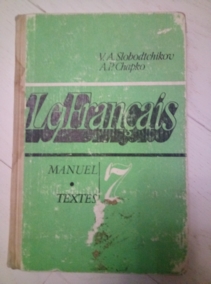 V. A. Slobodtchikov
A. P. Chapko
Le Français
MANUEL
7
TEXTES